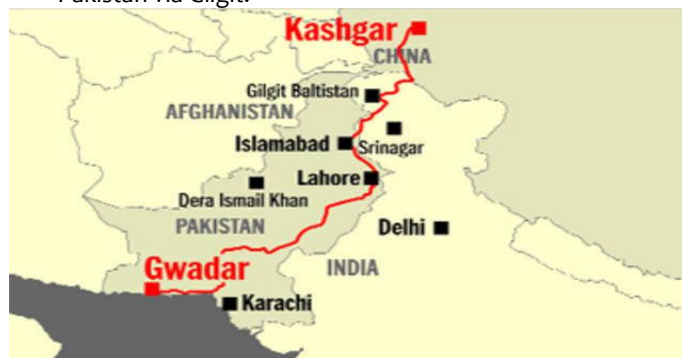 Pakistan via Gilgit.
Kashgar
CHINA
Gilgit Baltistan
AFGHANISTAN
Islamabad
Srinagar
Lahore
Dera Ismail Khan
PAKISTAN
Delhi
Gwadar
INDIA
Karachi